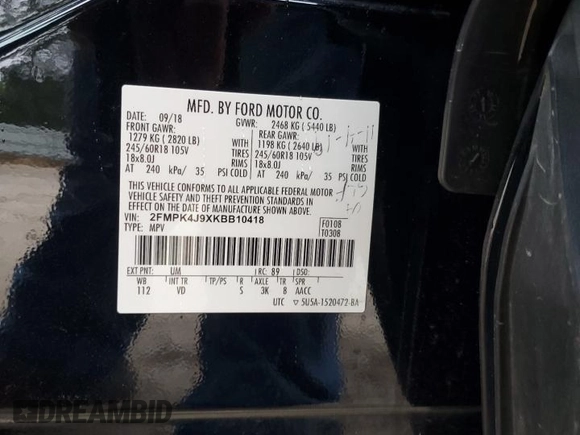 MFD. BY FORD MOTOR CO.
DATE: 09/18 GVWR: 2468 KG ( 5440 LB)
FRONT GAWR: REAR GAWR:
1279 KG ( 2820 LB) WITH 1198 KG ( 2640 LB) WITH
245/60R18 105V TIRES 245/60R18 105V TIRES
18x8.0J RIMS 18x8.0J RIMS
AT 240 kPa/ 35 PSI COLD AT 240 kPa/ 35 PSI COLD
THIS VEHICLE CONFORMS TO ALL APPLICABLE FEDERAL MOTOR
VEHICLE SAFETY AND THEFT PREVENTION STANDARDS IN
EFFECT ON THE DATE OF MANUFACTURE SHOWN ABOVE.
VIN: 2FMPK4J9XKBB10418 F0108
TYPE: MPV T0308
EXT PNT: UM RC: 89 DSO:
WB INT TR TP/PS R AXLE TR SPR
112 VD 5 3K 8 AACC
UTC ▽ 5U5A-1520472-BA
DREAMBID